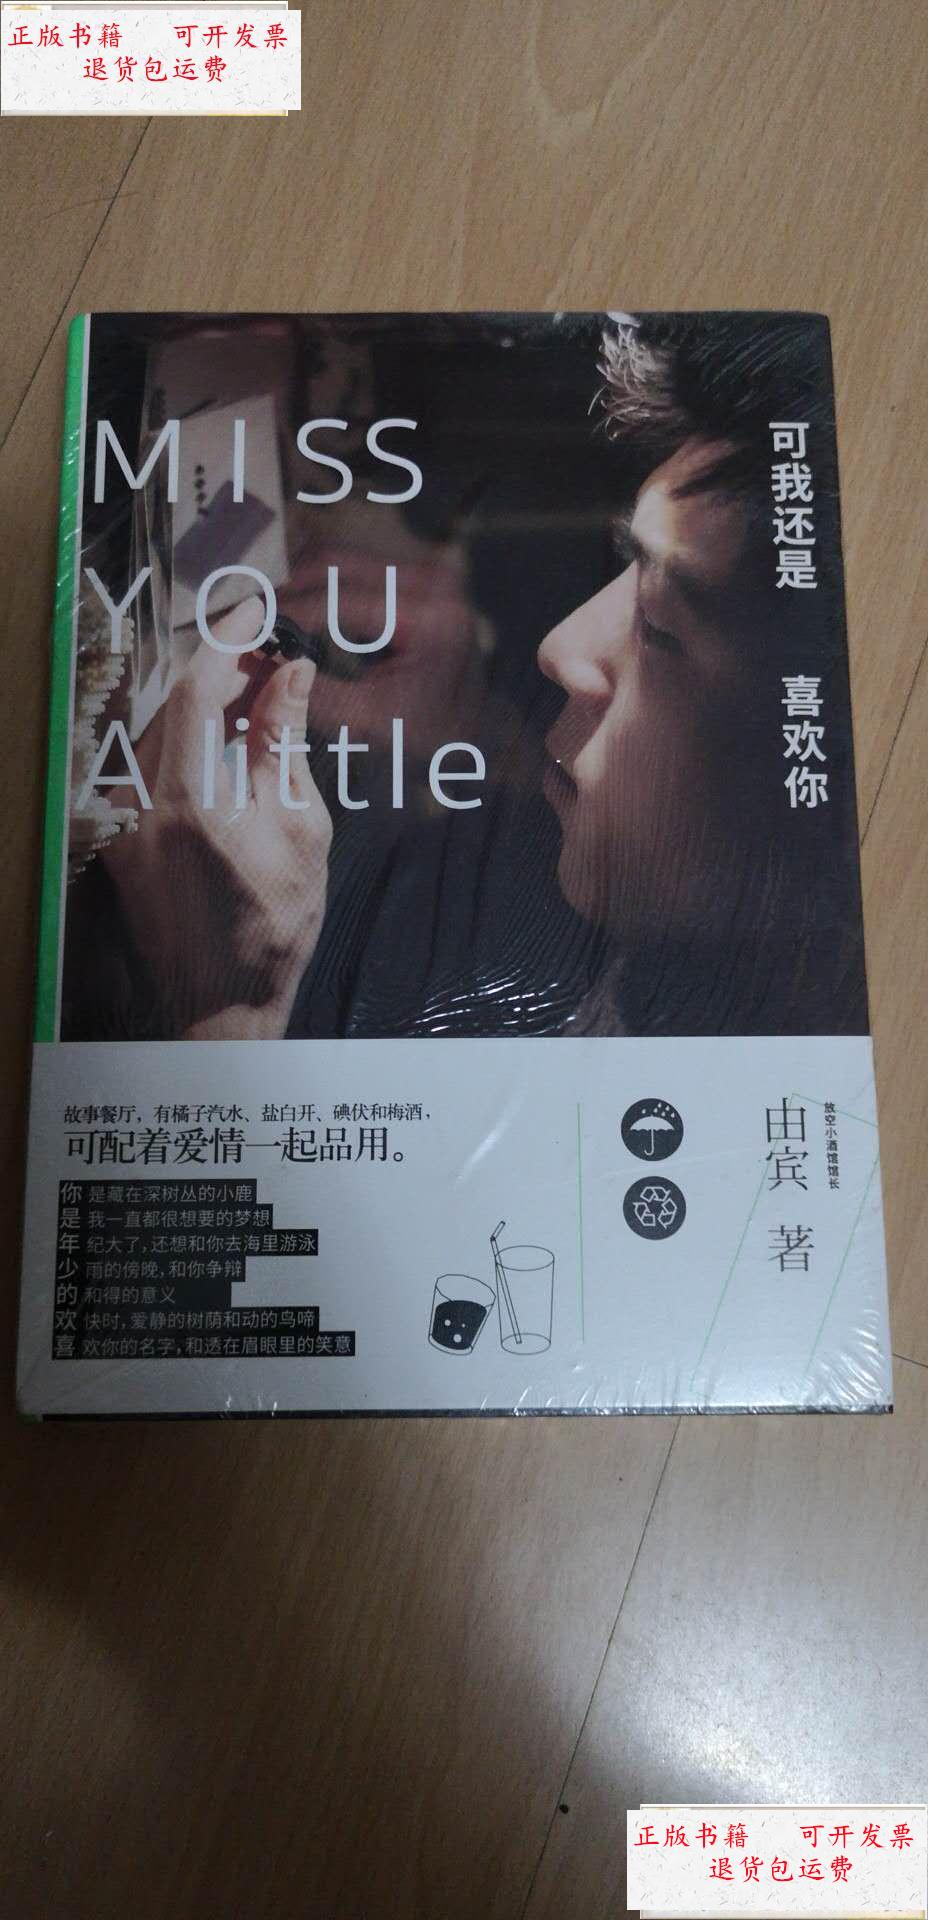 正版书籍 可开发票
退货包运费
MISS
YOU
A little
可我还是 喜欢你
故事餐厅，有橘子汽水、盐白开、碘伏和梅酒，
可配着爱情一起品用。
你是藏在深树丛的小鹿
是我一直都很想要的梦想
年纪大了，还想和你去海里游泳
少雨的傍晚，和你争辩
的和得的意义
欢快时，爱静的树荫和动的鸟啼
喜欢你的名字，和透在眉眼里的笑意
放空小酒馆馆长
由宾 著
正版书籍 可开发票
退货包运费